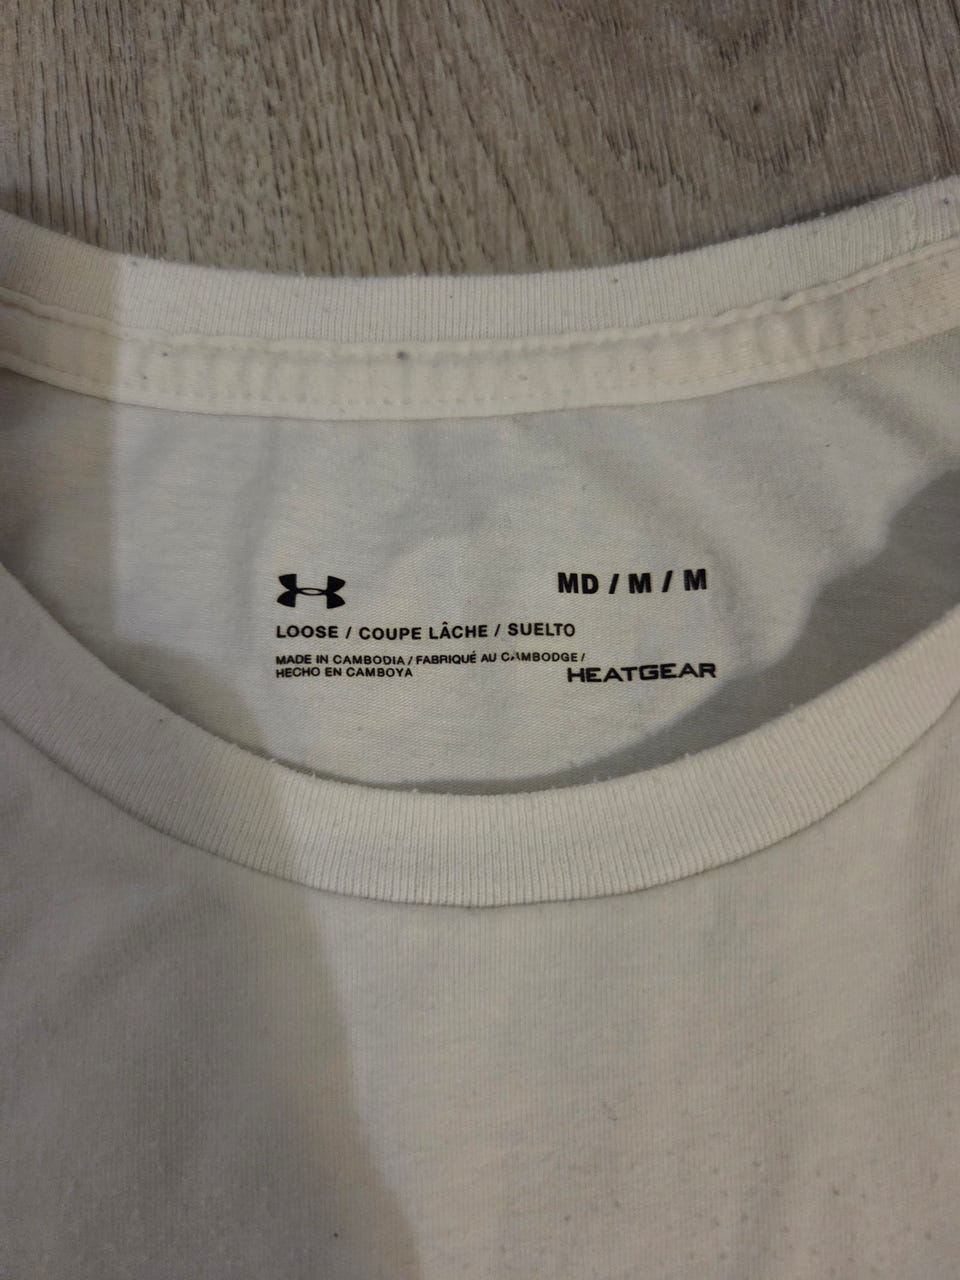 MD / M / M
LOOSE / COUPE LÂCHE / SUELTO
MADE IN CAMBODIA / FABRIQUÉ AU CAMBODGE /
HECHO EN CAMBOYA
HEATGEAR